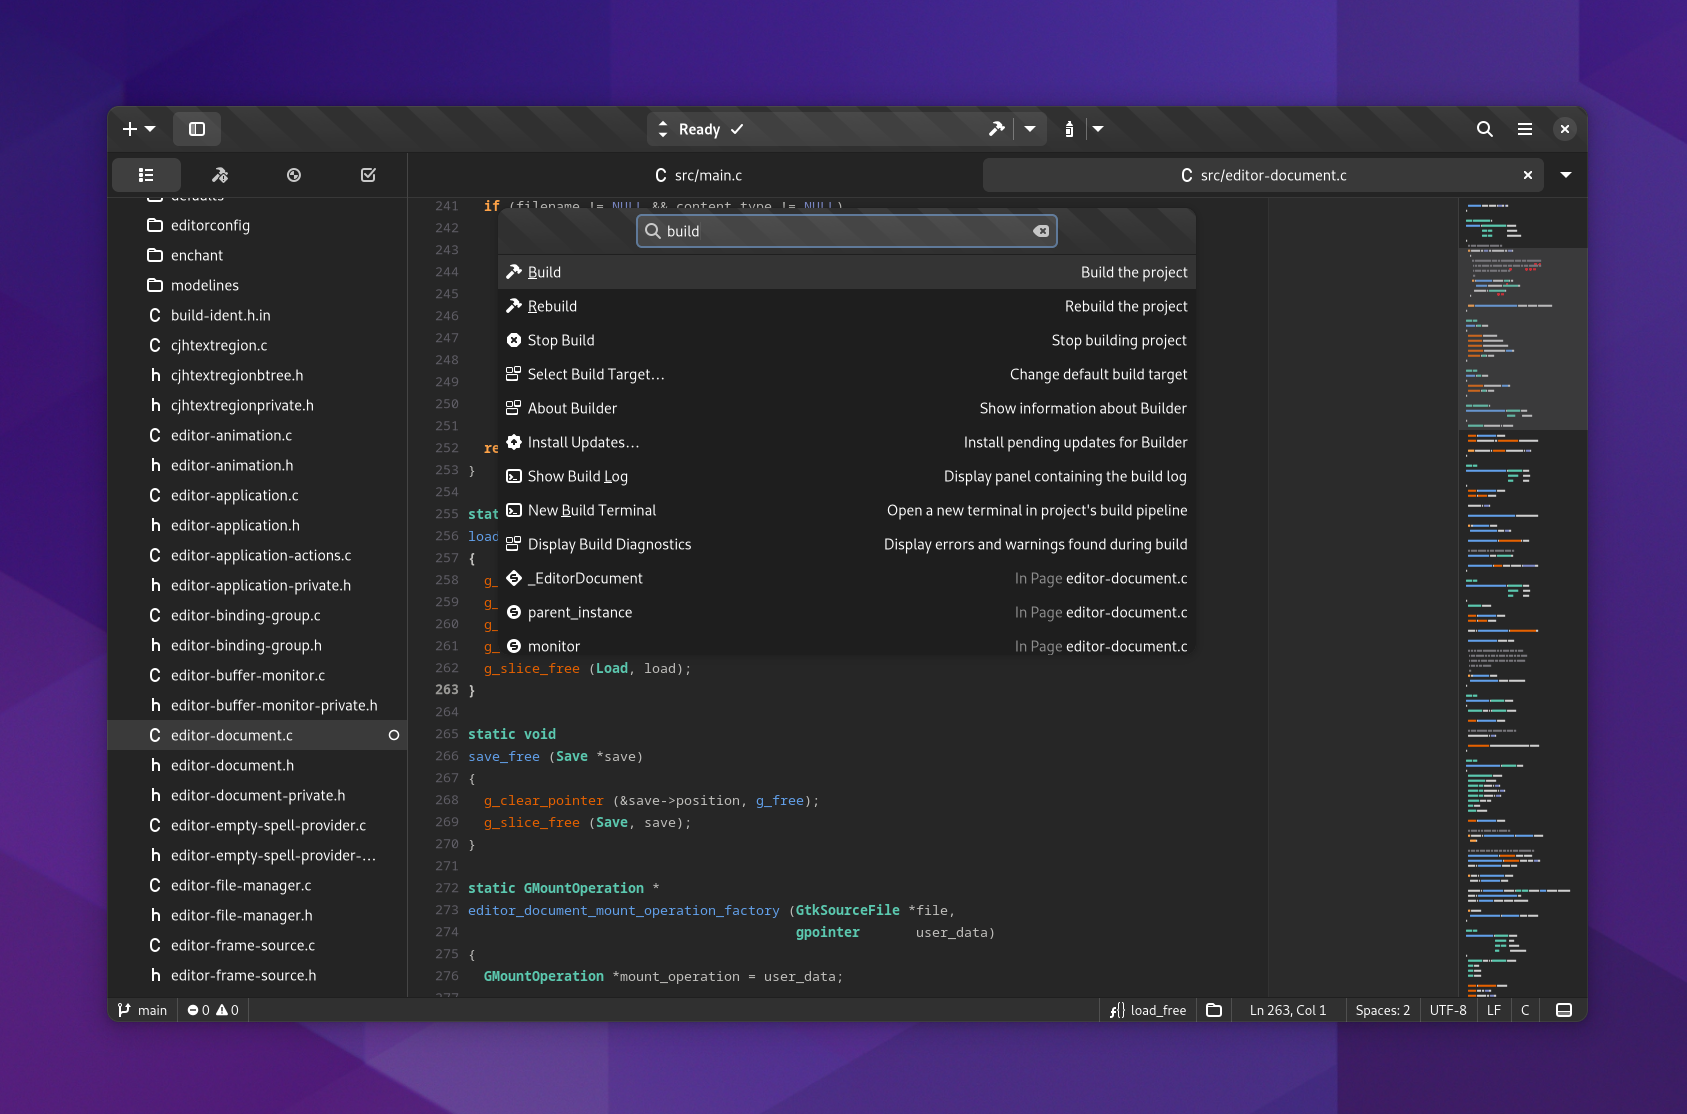 Ready
src/main.c
src/editor-document.c
defaults
editorconfig
enchant
modelines
C build-ident.h.in
C cjhtextregion.c
h cjhtextregionbtree.h
h cjhtextregionprivate.h
C editor-animation.c
h editor-animation.h
C editor-application.c
h editor-application.h
C editor-application-actions.c
h editor-application-private.h
C editor-binding-group.c
h editor-binding-group.h
C editor-buffer-monitor.c
h editor-buffer-monitor-private.h
C editor-document.c
h editor-document.h
h editor-document-private.h
C editor-empty-spell-provider.c
h editor-empty-spell-provider-…
C editor-file-manager.c
h editor-file-manager.h
C editor-frame-source.c
h editor-frame-source.h
build
Build Build the project
Rebuild Rebuild the project
Stop Build Stop building project
Select Build Target… Change default build target
About Builder Show information about Builder
Install Updates… Install pending updates for Builder
Show Build Log Display panel containing the build log
New Build Terminal Open a new terminal in project's build pipeline
Display Build Diagnostics Display errors and warnings found during build
_EditorDocument In Page editor-document.c
parent_instance In Page editor-document.c
monitor In Page editor-document.c
241 if (filename != NULL && content_type != NULL)
242
243
244
245
246
247
248
249
250
251
252 re
253 }
254
255 stat
256 load
257 {
258 g_
259 g_
260 g_
261 g_
262 g_slice_free (Load, load);
263 }
264
265 static void
266 save_free (Save *save)
267 {
268 g_clear_pointer (&save->position, g_free);
269 g_slice_free (Save, save);
270 }
271
272 static GMountOperation *
273 editor_document_mount_operation_factory (GtkSourceFile *file,
274 gpointer user_data)
275 {
276 GMountOperation *mount_operation = user_data;
277
main 0 0 load_free Ln 263, Col 1 Spaces: 2 UTF-8 LF C